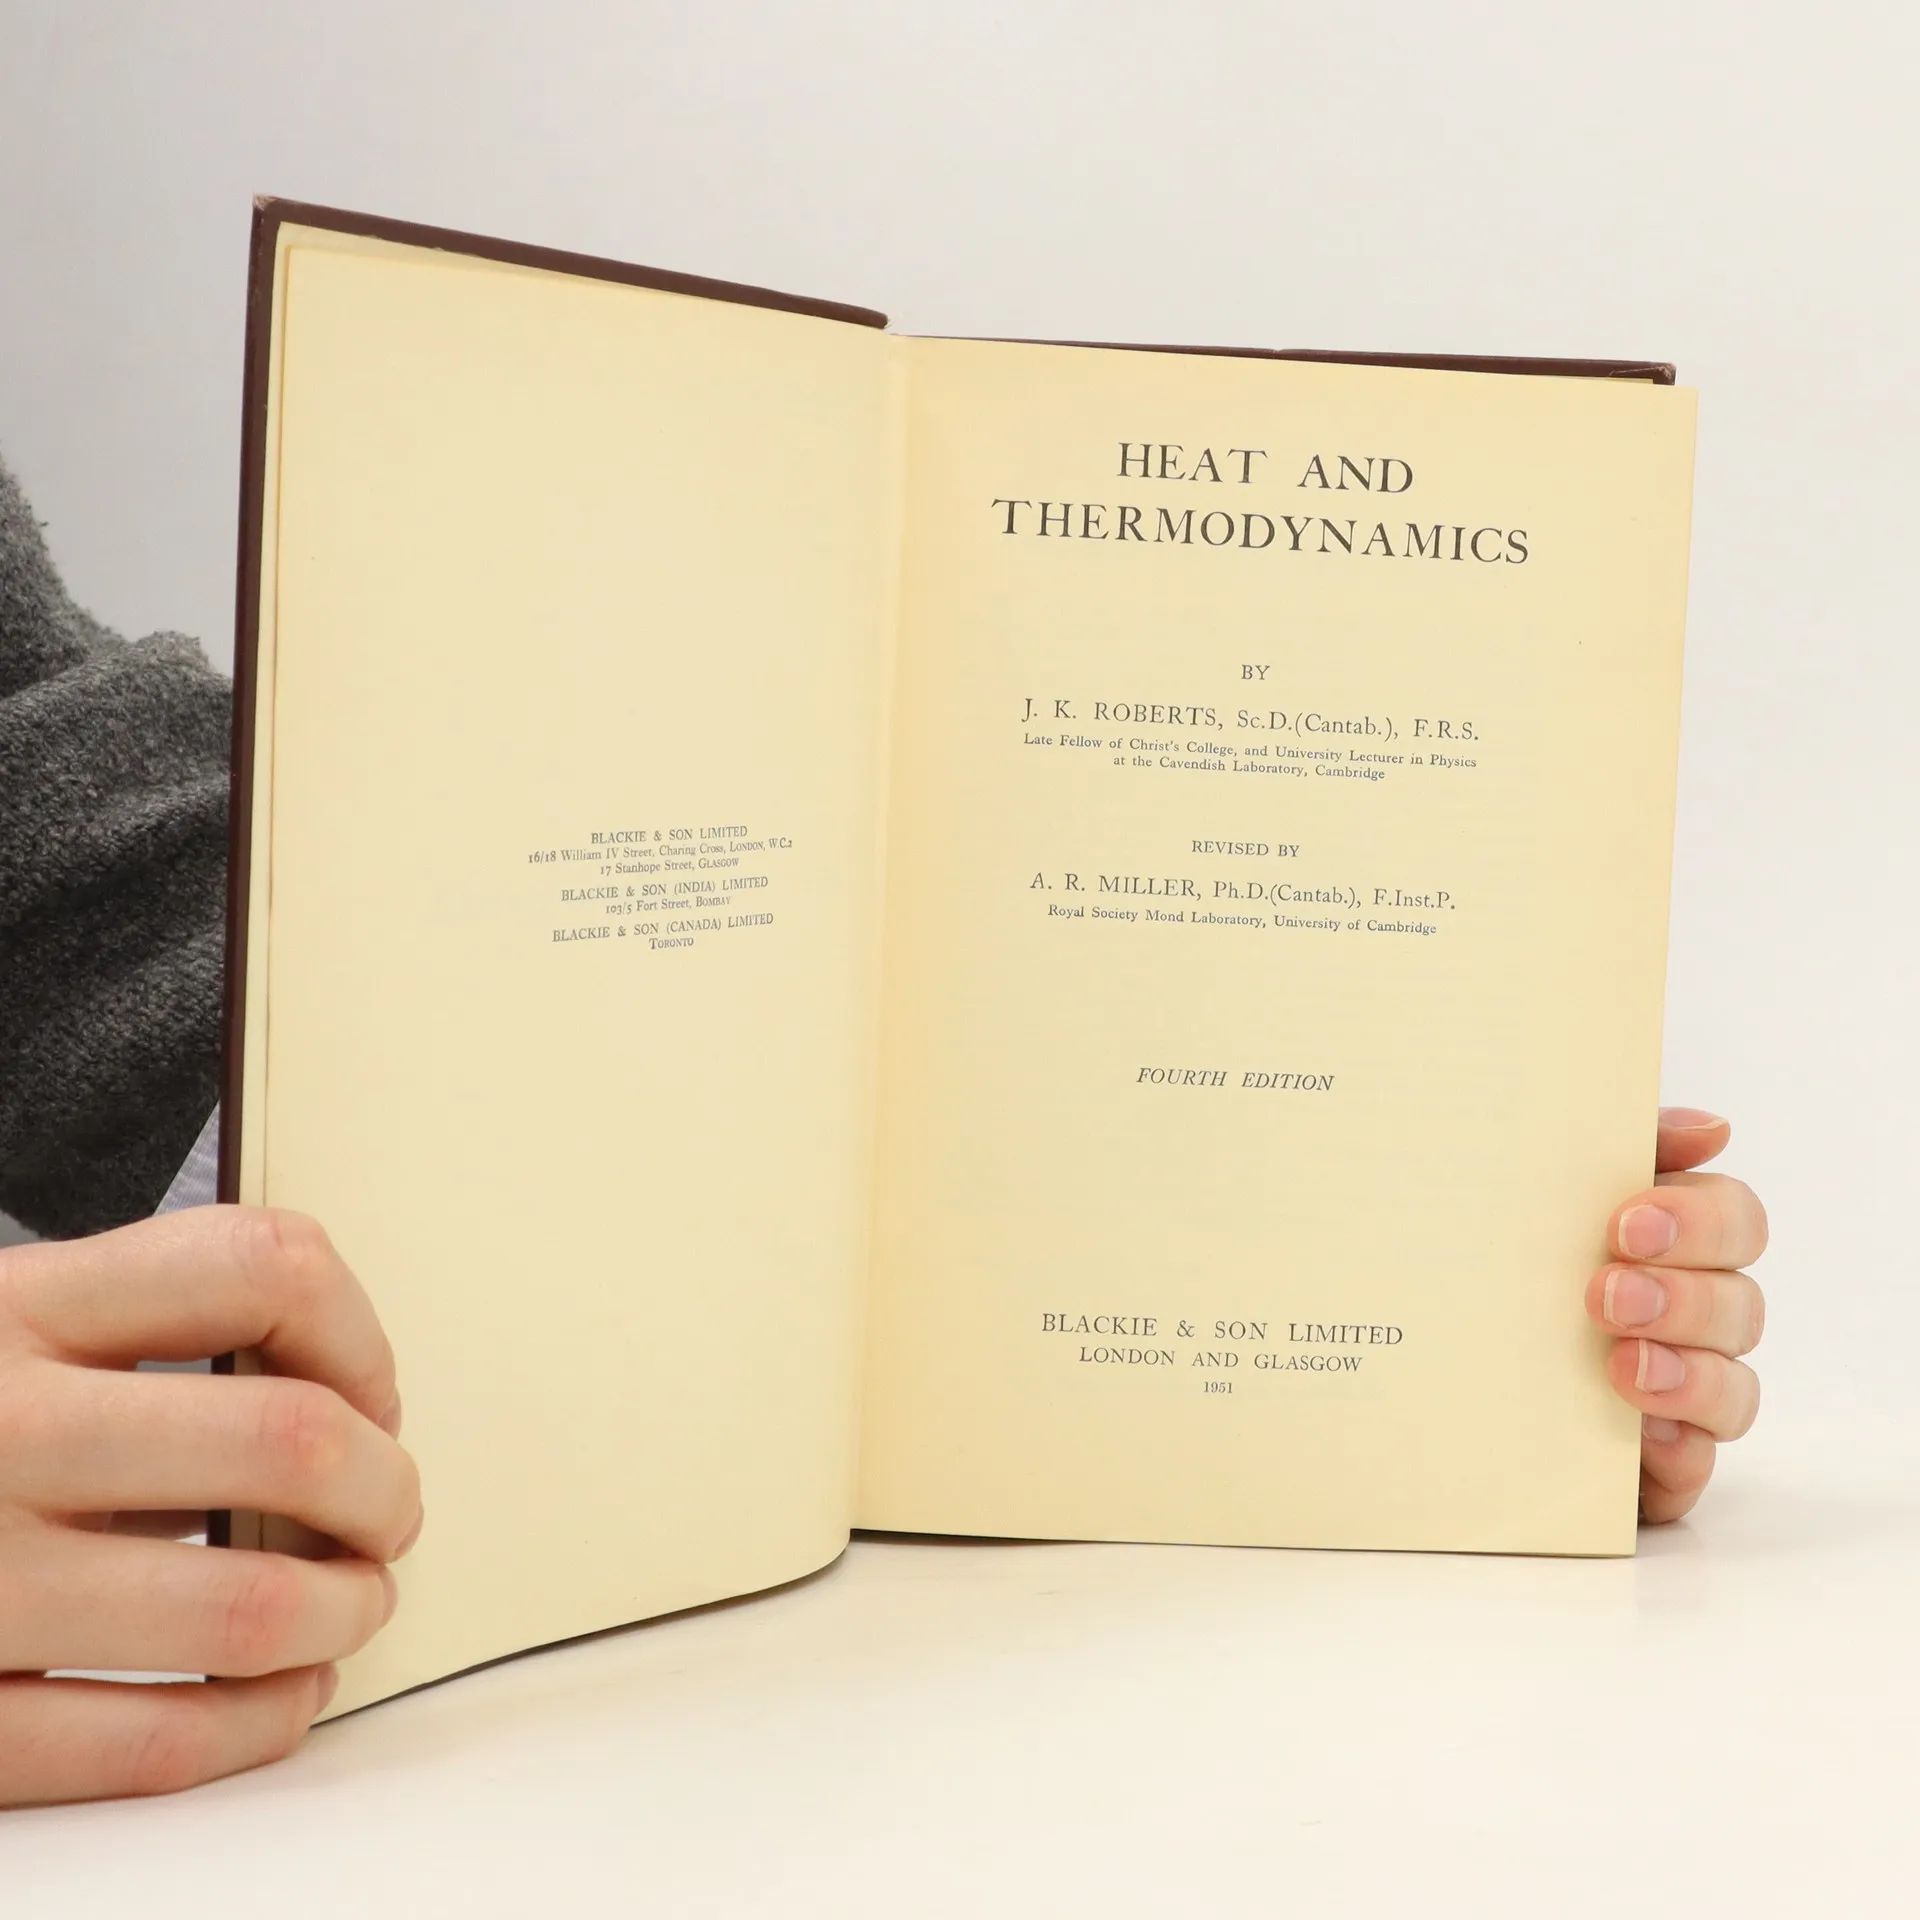 BLACKIE & SON LIMITED
16/18 William IV Street, Charing Cross, LONDON, W.C.2
17 Stanhope Street, GLASGOW
BLACKIE & SON (INDIA) LIMITED
103/5 Fort Street, BOMBAY
BLACKIE & SON (CANADA) LIMITED
TORONTO
HEAT AND
THERMODYNAMICS
BY
J. K. ROBERTS, Sc.D.(Cantab.), F.R.S.
Late Fellow of Christ's College, and University Lecturer in Physics
at the Cavendish Laboratory, Cambridge
REVISED BY
A. R. MILLER, Ph.D.(Cantab.), F.Inst.P.
Royal Society Mond Laboratory, University of Cambridge
FOURTH EDITION
BLACKIE & SON LIMITED
LONDON AND GLASGOW
1951